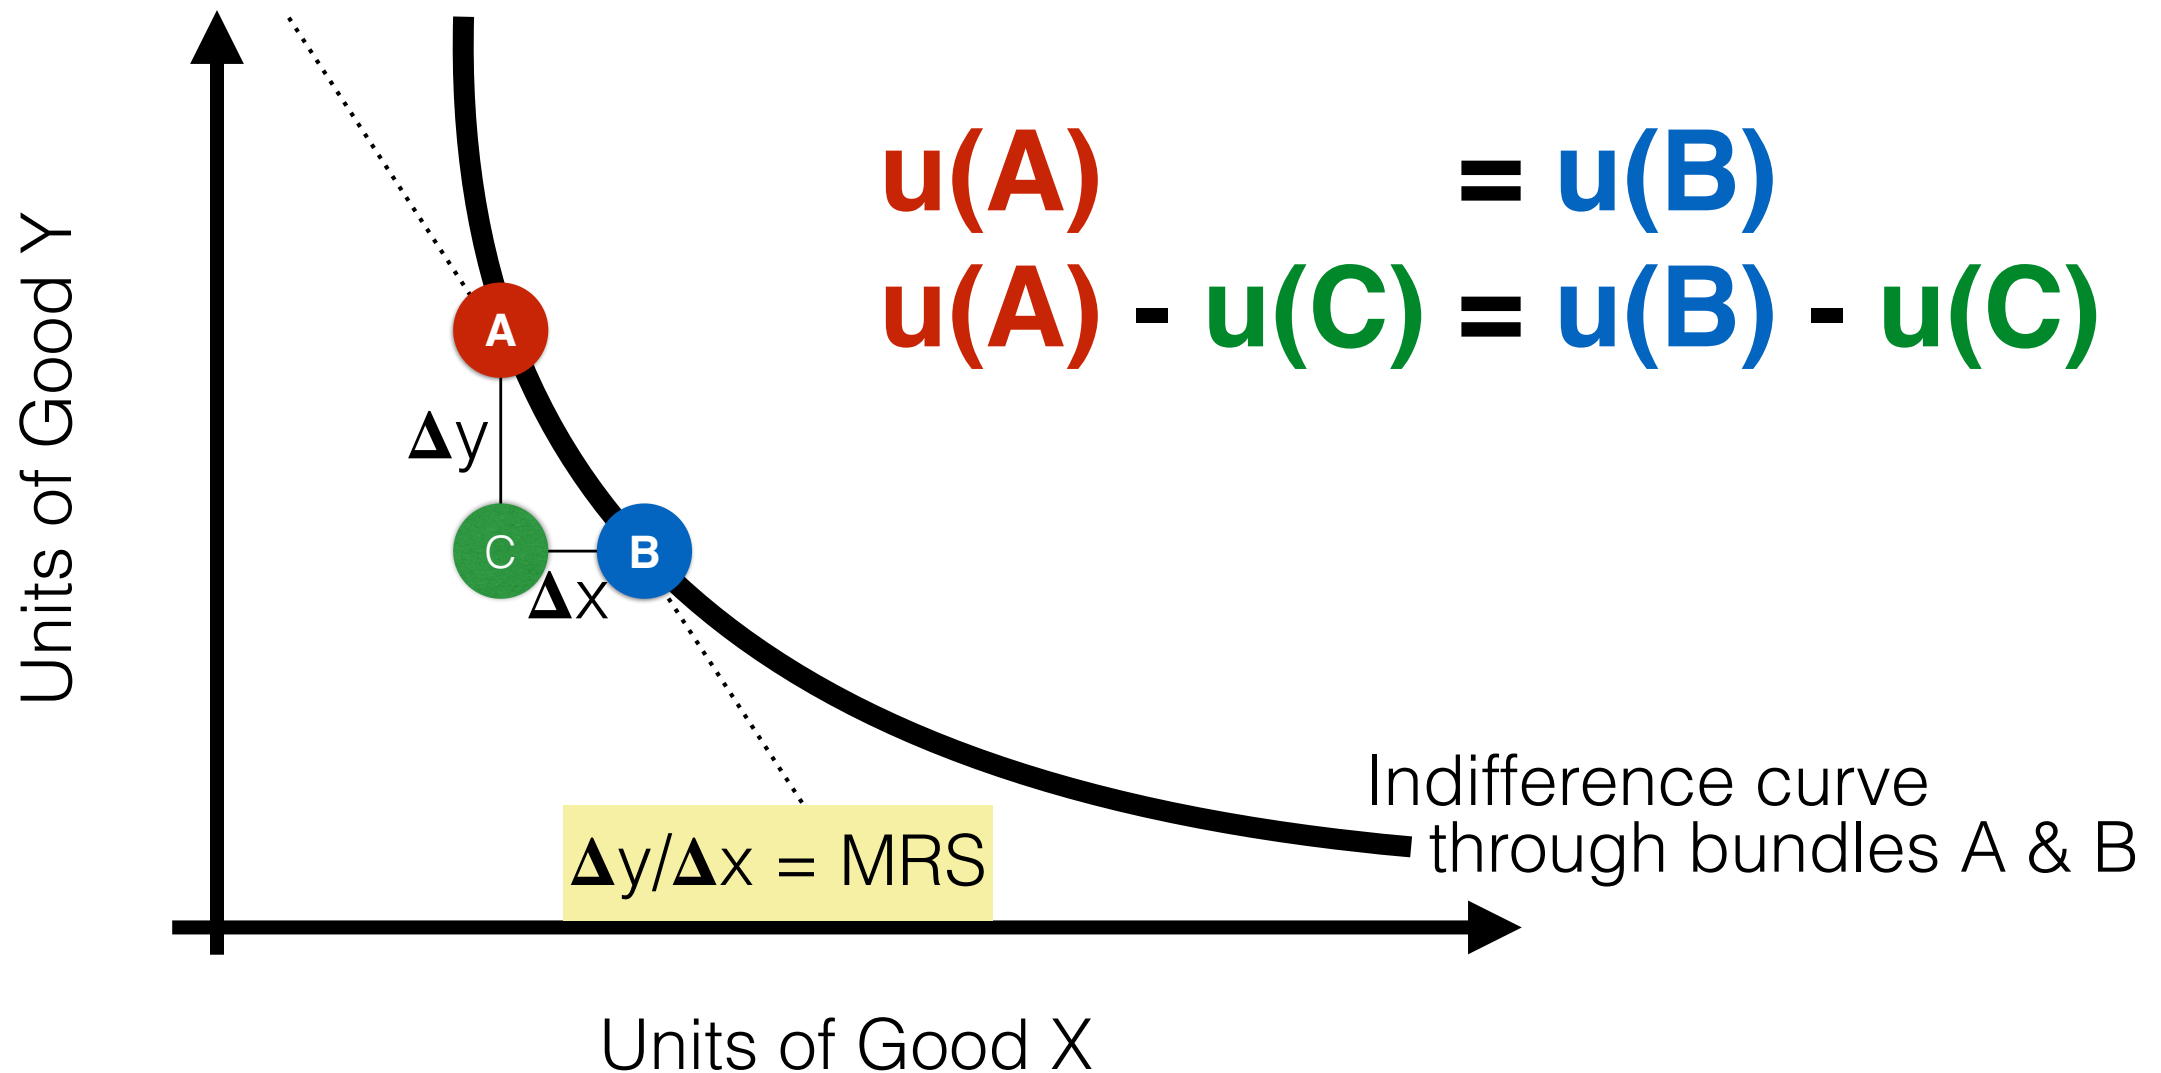 Units of Good Y
u(A) = u(B)
u(A) - u(C) = u(B) - u(C)
A
Δy
C
B
Δx
Indifference curve
through bundles A & B
Δy/Δx = MRS
Units of Good X